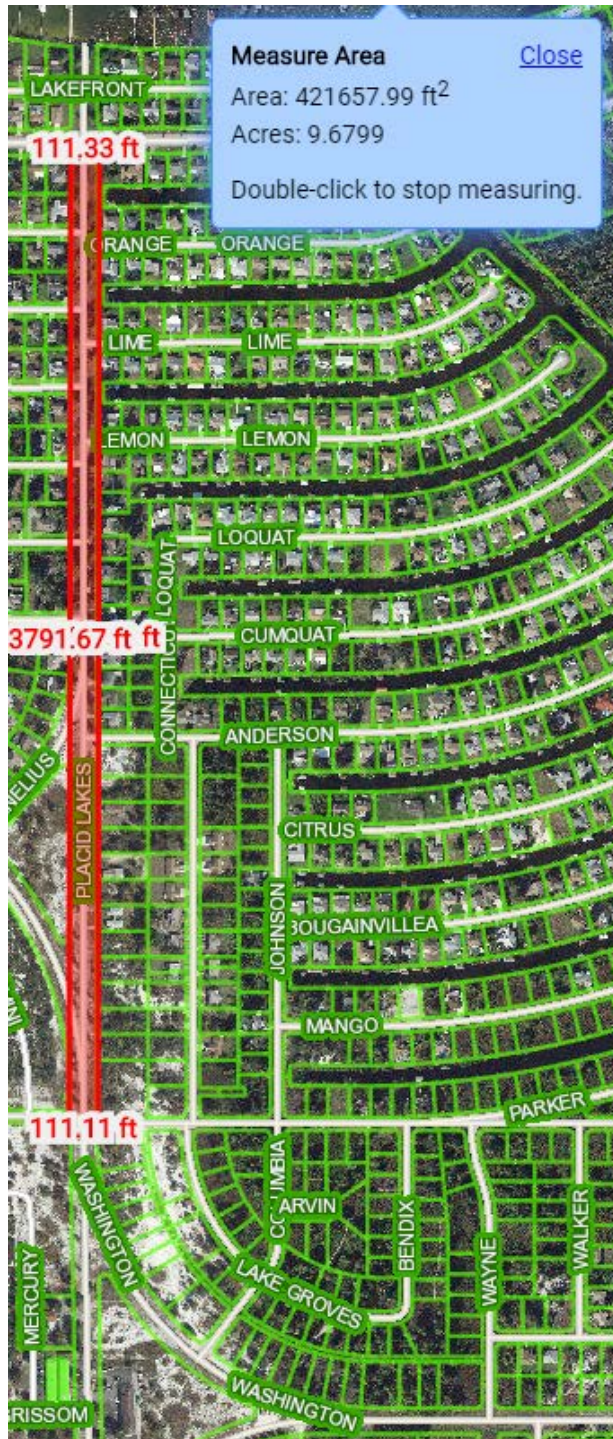 Measure Area
Close
Area: 421657.99 ft2
Acres: 9.6799
Double-click to stop measuring.
LAKEFRONT
111.33 ft
ORANGE
ORANGE
LIME
LIME
LEMON
LEMON
LOQUAT
LOQUAT
CONNECTICUT
3791.67 ft
ft
CUMQUAT
ANDERSON
NELIUS
PLACID LAKES
CITRUS
JOHNSON
BOUGAINVILLEA
MANGO
PARKER
111.11 ft
WASHINGTON
COLUMBIA
ARVIN
BENDIX
WAYNE
WALKER
MERCURY
LAKE GROVES
WASHINGTON
BRISSOM